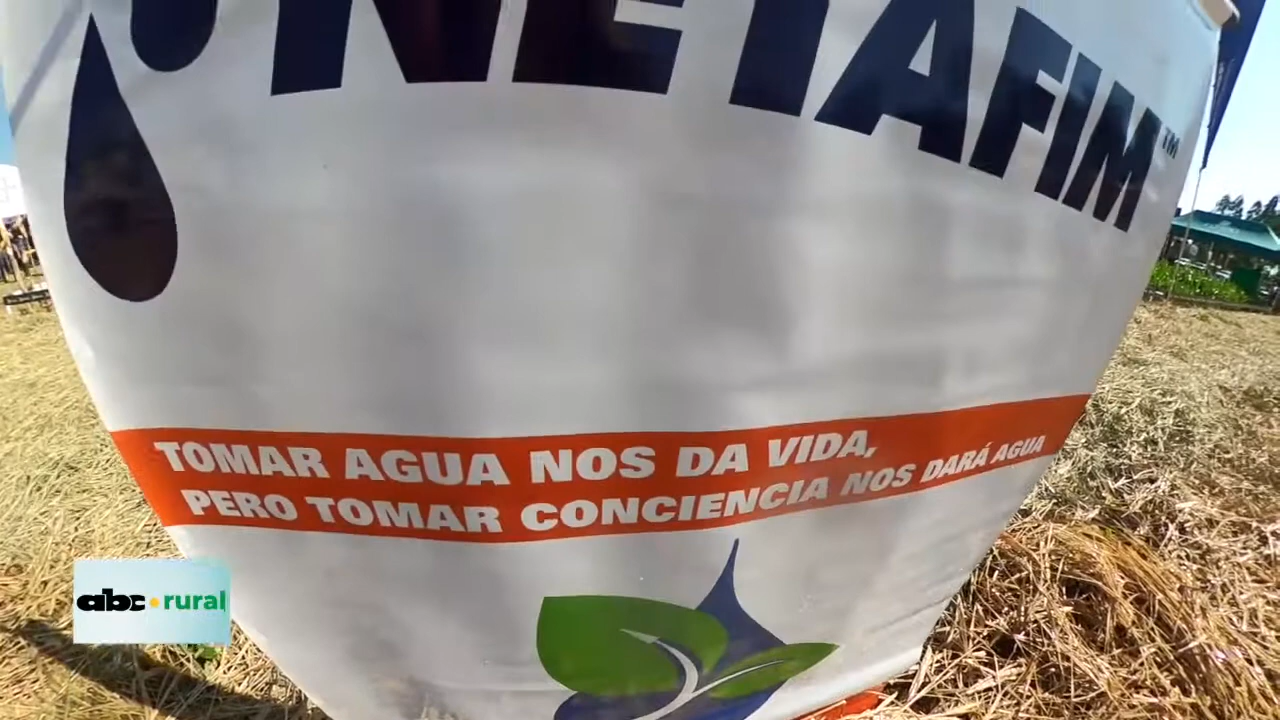 NETAFIM™
TOMAR AGUA NOS DA VIDA,
PERO TOMAR CONCIENCIA NOS DARÁ AGUA
abc rural